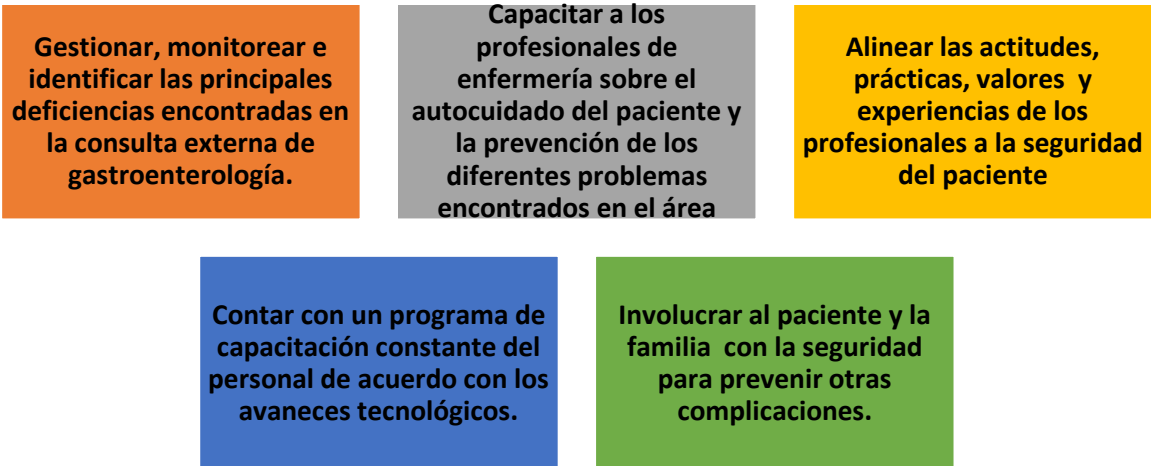 Gestionar, monitorear e
identificar las principales
deficiencias encontradas en
la consulta externa de
gastroenterología.
Capacitar a los
profesionales de
enfermería sobre el
autocuidado del paciente y
la prevención de los
diferentes problemas
encontrados en el área
Alinear las actitudes,
prácticas, valores y
experiencias de los
profesionales a la seguridad
del paciente
Contar con un programa de
capacitación constante del
personal de acuerdo con los
avaneces tecnológicos.
Involucrar al paciente y la
familia con la seguridad
para prevenir otras
complicaciones.